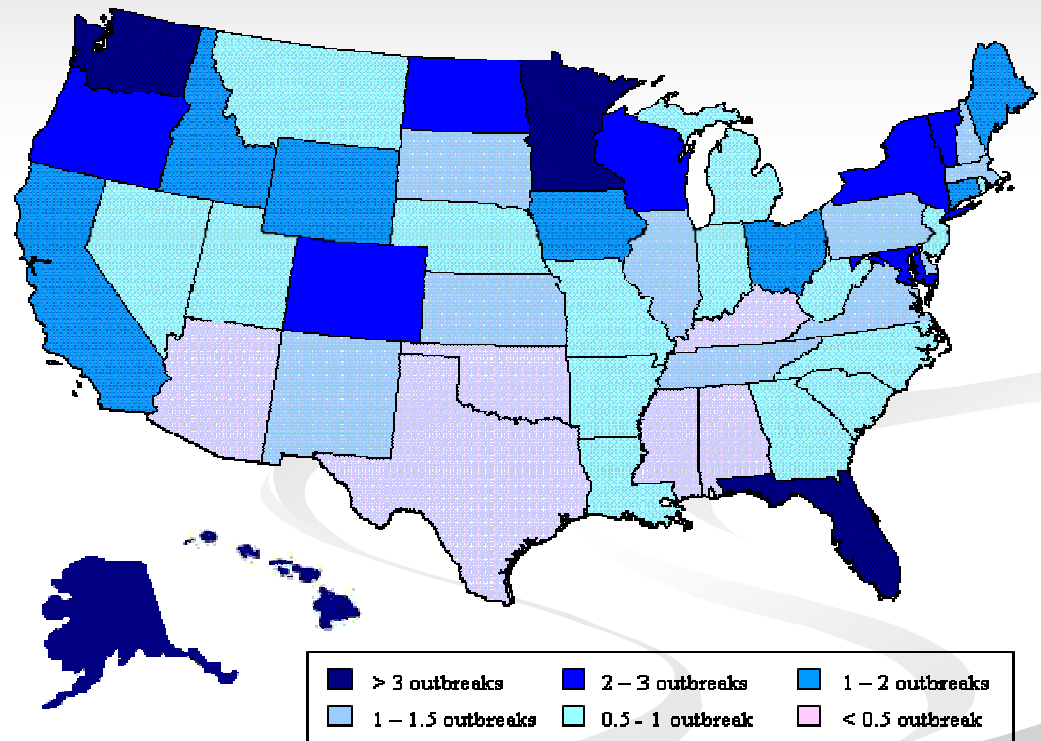 > 3 outbreaks 2 – 3 outbreaks 1 – 2 outbreaks
1 – 1.5 outbreaks 0.5 - 1 outbreak < 0.5 outbreak